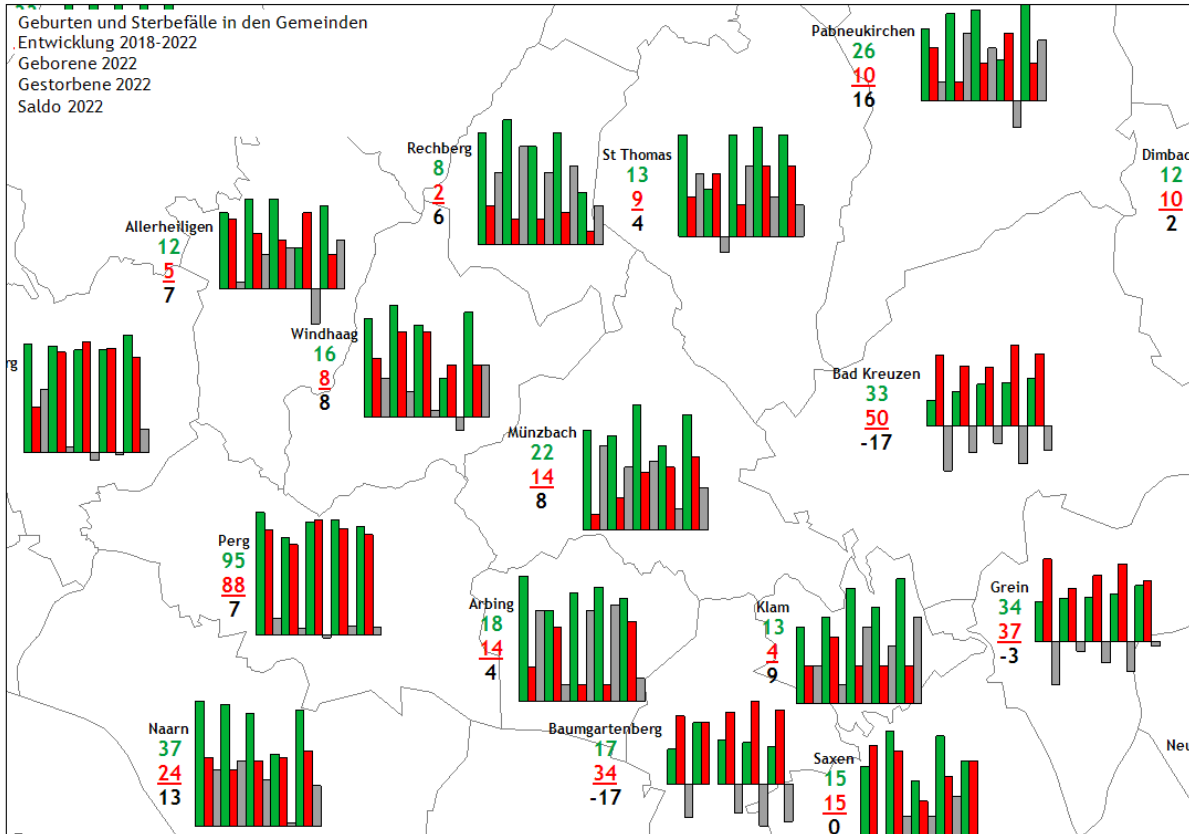 Geburten und Sterbefälle in den Gemeinden
Entwicklung 2018-2022
Geborene 2022
Gestorbene 2022
Saldo 2022
Pabneukirchen
26
10
16
Rechberg
8
2
6
St Thomas
13
9
4
Dimbac
12
10
2
Allerheiligen
12
5
7
Windhaag
16
8
8
rg
Bad Kreuzen
33
50
-17
Münzbach
22
14
8
Perg
95
88
7
Arbing
18
14
4
Klam
13
4
9
Grein
34
37
-3
Naarn
37
24
13
Baumgartenberg
17
34
-17
Saxen
15
15
0
Neu